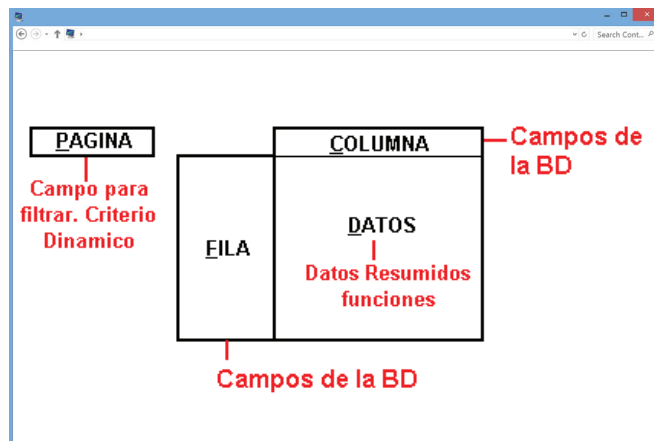 Search Cont...
PAGINA
COLUMNA
Campos de
la BD
Campo para
filtrar. Criterio
Dinamico
FILA
DATOS
Datos Resumidos
funciones
Campos de la BD